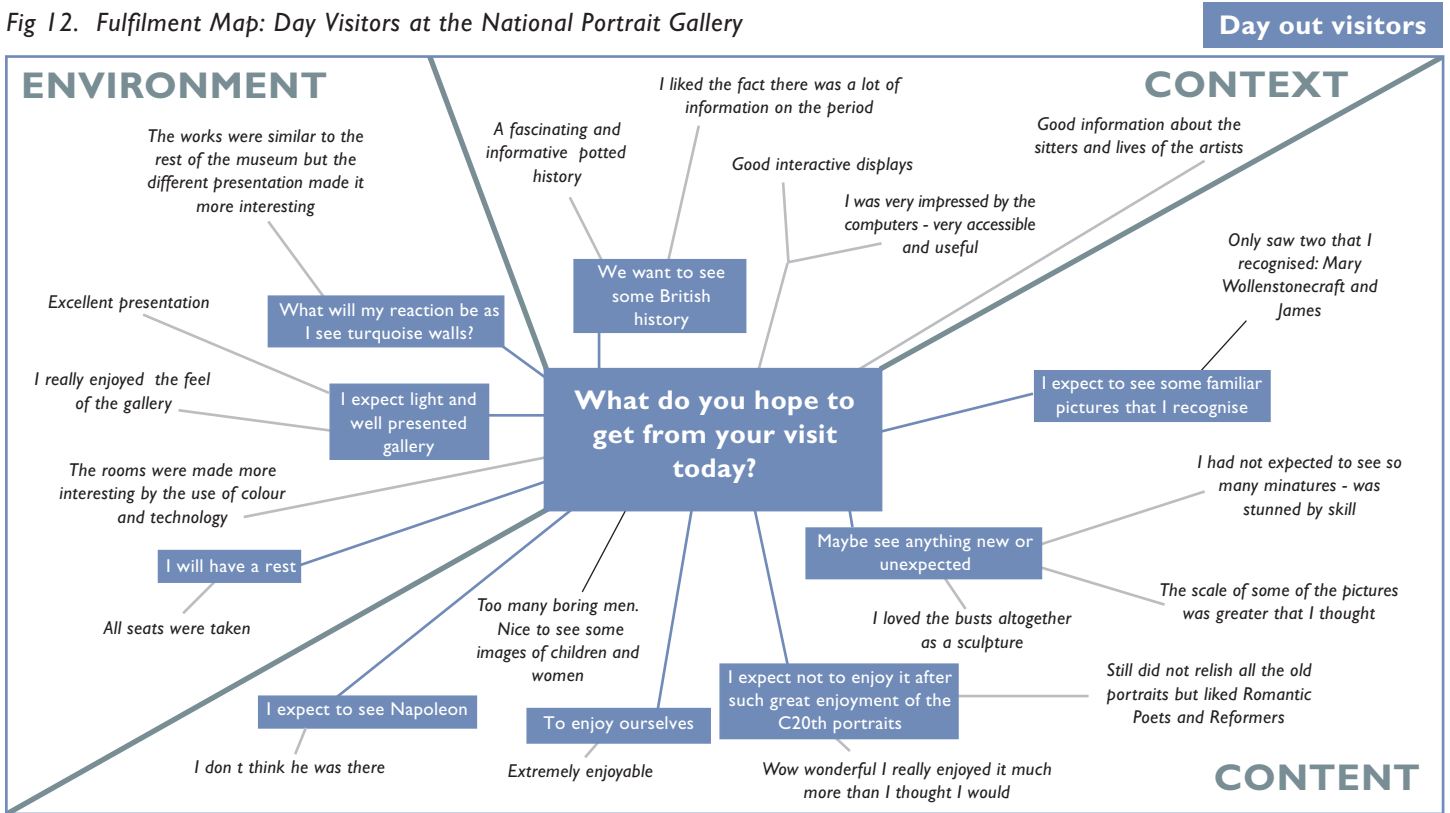 Fig 12. Fulfilment Map: Day Visitors at the National Portrait Gallery
Day out visitors
ENVIRONMENT
The works were similar to the
rest of the museum but the
different presentation made it
more interesting
What will my reaction be as
I see turquoise walls?
Excellent presentation
I really enjoyed the feel
of the gallery
I expect light and
well presented
gallery
The rooms were made more
interesting by the use of colour
and technology
I will have a rest
All seats were taken
CONTEXT
A fascinating and
informative potted
history
I liked the fact there was a lot of
information on the period
We want to see
some British
history
Good interactive displays
I was very impressed by the
computers - very accessible
and useful
Good information about the
sitters and lives of the artists
What do you hope to
get from your visit
today?
Only saw two that I
recognised: Mary
Wollenstonecraft and
James
I expect to see some familiar
pictures that I recognise
I had not expected to see so
many minatures - was
stunned by skill
Maybe see anything new or
unexpected
The scale of some of the pictures
was greater that I thought
I loved the busts altogether
as a sculpture
Too many boring men.
Nice to see some
images of children and
women
I expect not to enjoy it after
such great enjoyment of the
C20th portraits
Still did not relish all the old
portraits but liked Romantic
Poets and Reformers
Wow wonderful I really enjoyed it much
more than I thought I would
To enjoy ourselves
Extremely enjoyable
I expect to see Napoleon
I don t think he was there
CONTENT